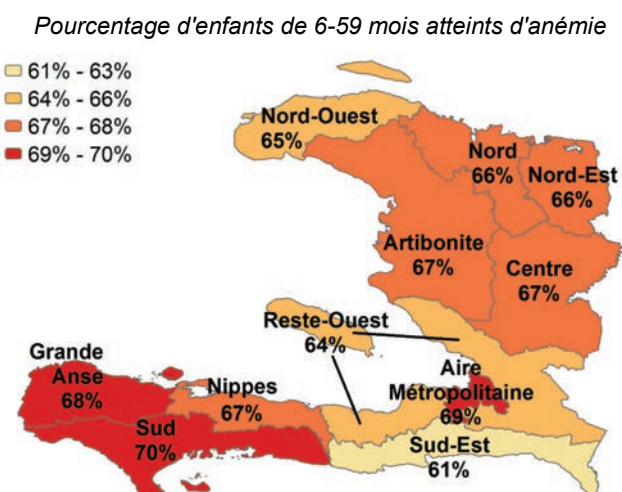 Pourcentage d'enfants de 6-59 mois atteints d'anémie
61% - 63%
64% - 66%
67% - 68%
69% - 70%
Nord-Ouest
65%
Nord
66%
Nord-Est
66%
Artibonite
67%
Centre
67%
Reste-Ouest
64%
Grande
Anse
68%
Nippes
67%
Aire
Métropolitaine
69%
Sud
70%
Sud-Est
61%